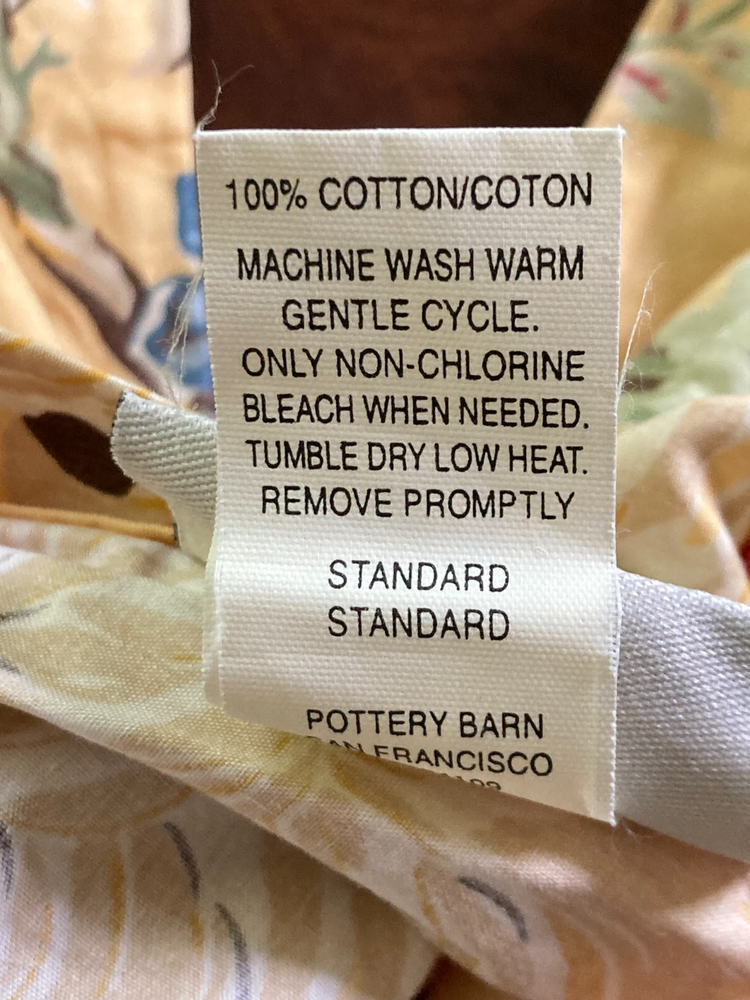 100% COTTON/COTON
MACHINE WASH WARM
GENTLE CYCLE.
ONLY NON-CHLORINE
BLEACH WHEN NEEDED.
TUMBLE DRY LOW HEAT.
REMOVE PROMPTLY
STANDARD
STANDARD
POTTERY BARN
SAN FRANCISCO